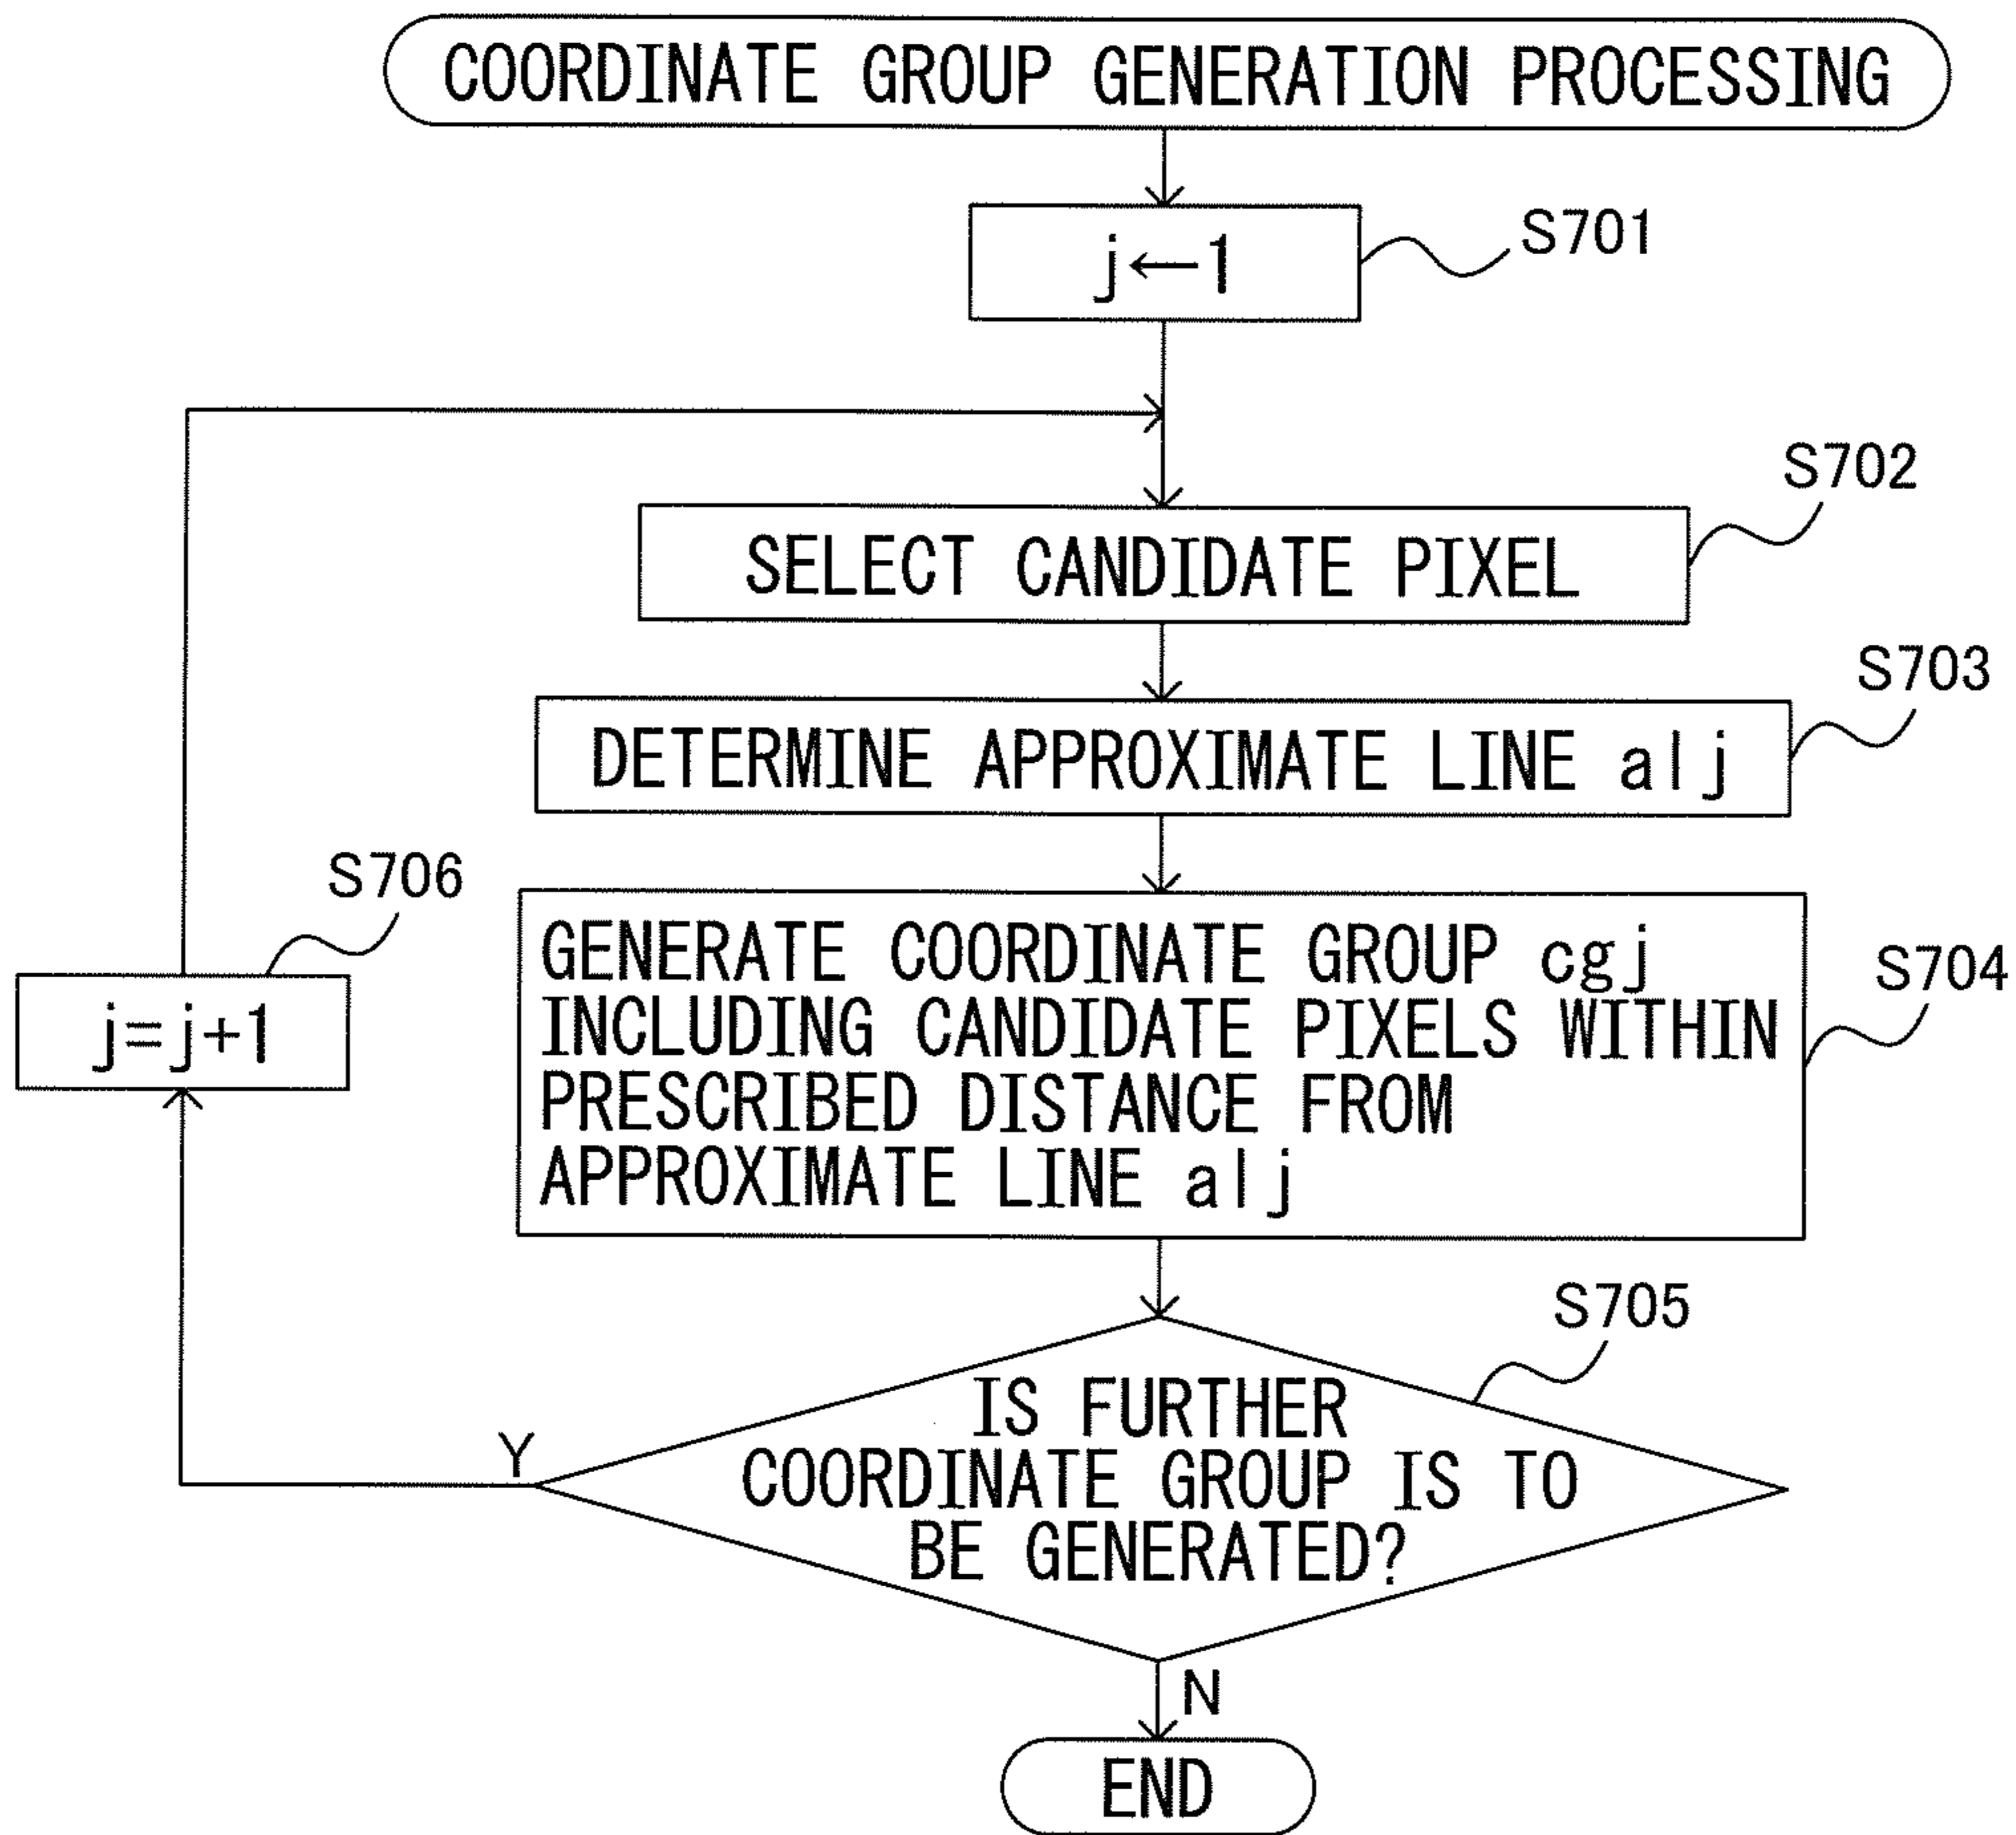 COORDINATE GROUP GENERATION PROCESSING
S701
j←1
S702
SELECT CANDIDATE PIXEL
S703
DETERMINE APPROXIMATE LINE alj
S706
j=j+1
S704
GENERATE COORDINATE GROUP cgj
INCLUDING CANDIDATE PIXELS WITHIN
PRESCRIBED DISTANCE FROM
APPROXIMATE LINE alj
S705
IS FURTHER
COORDINATE GROUP IS TO
BE GENERATED?
Y
N
END